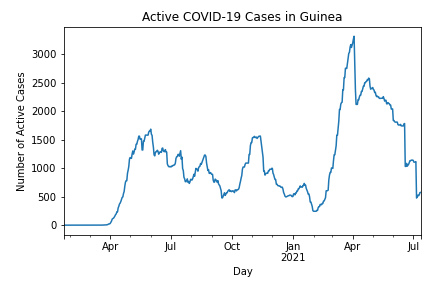 Active COVID-19 Cases in Guinea
Number of Active Cases
3000
2500
2000
1500
1000
500
0
Apr
Jul
Oct
Jan
2021
Apr
Jul
Day